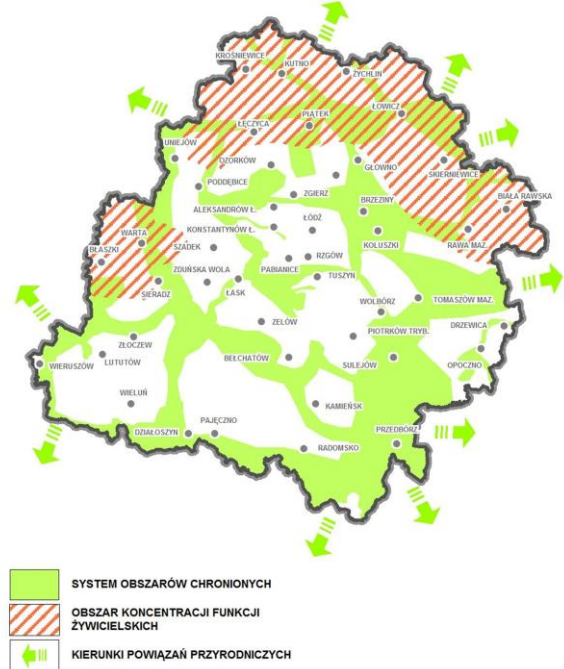 KROŚNIEWICE
KUTNO
ŻYCHLIN
ŁOWICZ
PIĄTEK
ŁĘCZYCA
UNIEJÓW
OZORKÓW
GŁOWNO
SKIERNIEWICE
PODDĘBICE
ZGIERZ
BIAŁA RAWSKA
BRZEZINY
ALEKSANDRÓW Ł.
ŁÓDŹ
WARTA
KONSTANTYNÓW Ł.
KOLUSZKI
RAWA MAZ.
SZADEK
BŁASZKI
RZGÓW
ZDUŃSKA WOLA
PABIANICE
TUSZYN
SIERADZ
ŁASK
WOLBÓRZ
TOMASZÓW MAZ.
ZELÓW
DRZEWICA
PIOTRKÓW TRYB.
ZŁOCZEW
BEŁCHATÓW
LUTUTÓW
SULEJÓW
WIERUSZÓW
OPOCZNO
WIELUŃ
KAMIEŃSK
PAJĘCZNO
PRZEDBÓRZ
DZIAŁOSZYN
RADOMSKO
SYSTEM OBSZARÓW CHRONIONYCH
OBSZAR KONCENTRACJI FUNKCJI
ŻYWICIELSKICH
KIERUNKI POWIĄZAŃ PRZYRODNICZYCH